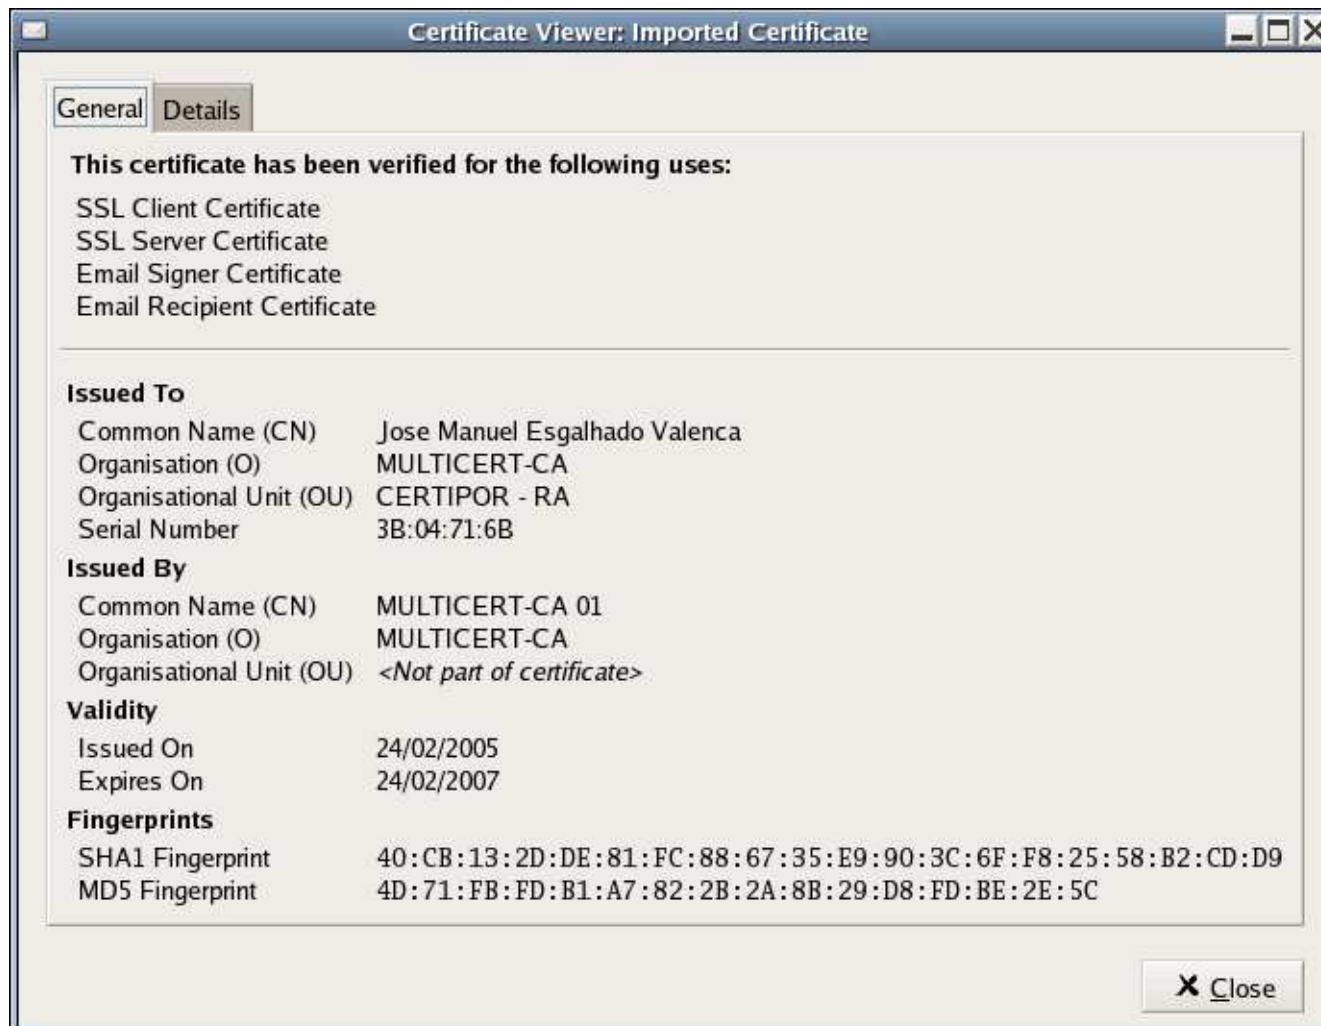 Certificate Viewer: Imported Certificate
General Details
This certificate has been verified for the following uses:
SSL Client Certificate
SSL Server Certificate
Email Signer Certificate
Email Recipient Certificate
Issued To
Common Name (CN) Jose Manuel Esgalhado Valenca
Organisation (O) MULTICERT-CA
Organisational Unit (OU) CERTIPOR - RA
Serial Number 3B:04:71:6B
Issued By
Common Name (CN) MULTICERT-CA 01
Organisation (O) MULTICERT-CA
Organisational Unit (OU) <Not part of certificate>
Validity
Issued On 24/02/2005
Expires On 24/02/2007
Fingerprints
SHA1 Fingerprint 40:CB:13:2D:DE:81:FC:88:67:35:E9:90:3C:6F:F8:25:58:B2:CD:D9
MD5 Fingerprint 4D:71:FB:FD:B1:A7:82:2B:2A:8B:29:D8:FD:BE:2E:5C
Close